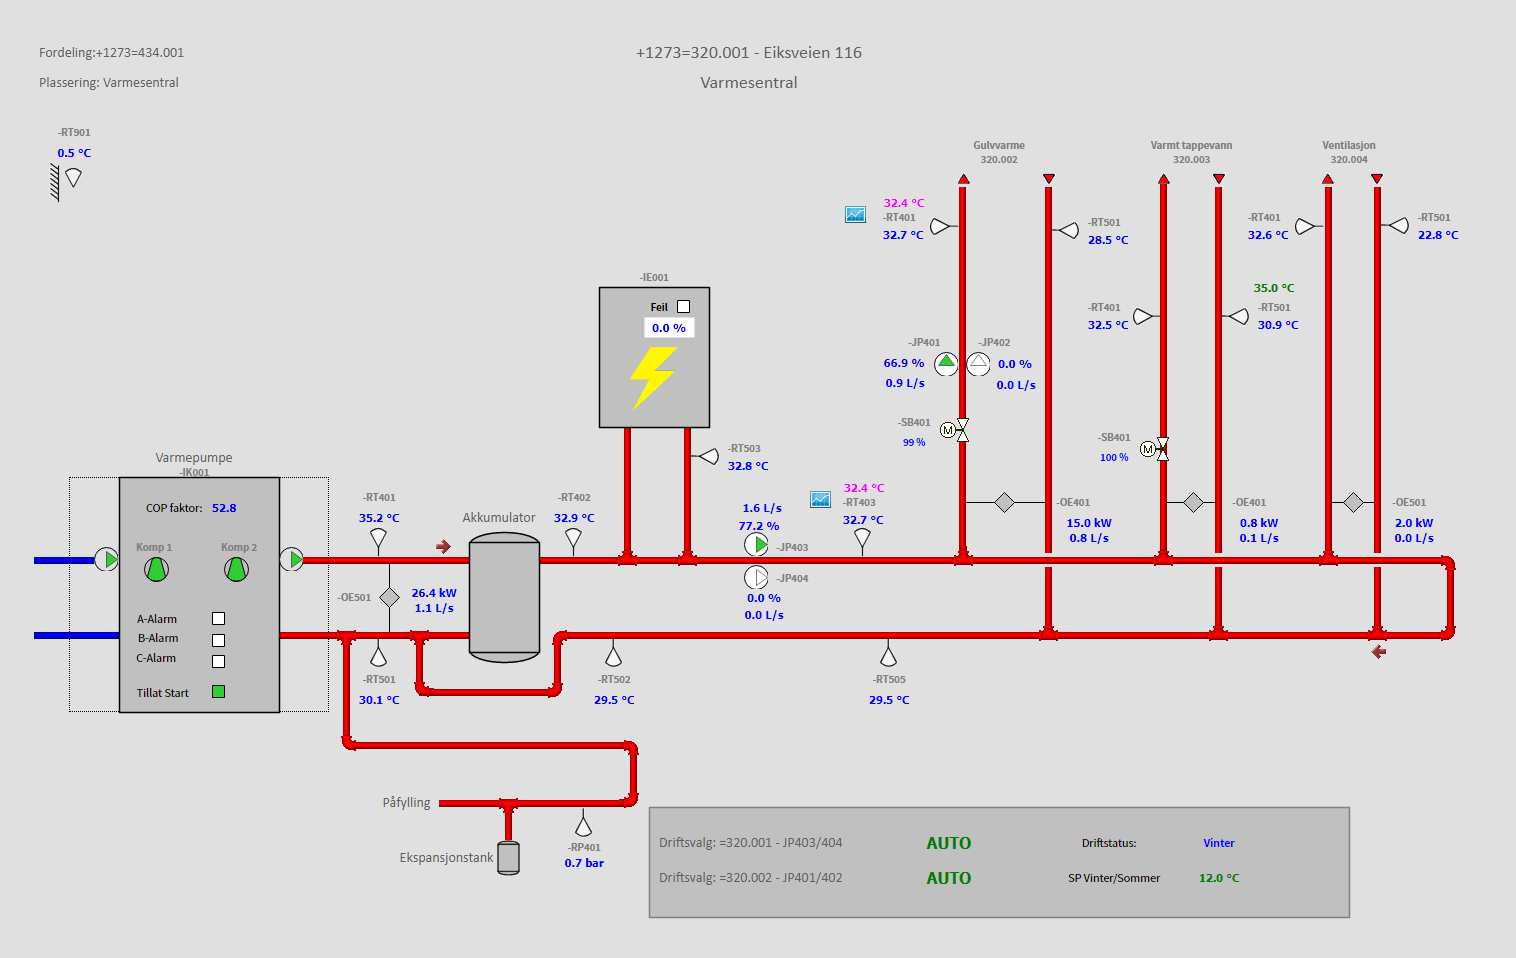 Fordeling:+1273=434.001
+1273=320.001 - Eiksveien 116
Plassering: Varmesentral
Varmesentral
-RT901
0.5 °C
Gulvvarme
320.002
Varmt tappevann
320.003
Ventilasjon
320.004
32.4 °C
-RT401
32.7 °C
-RT501
28.5 °C
-RT401
32.6 °C
-RT501
22.8 °C
-IE001
Feil
0.0 %
35.0 °C
-RT401
32.5 °C
-RT501
30.9 °C
-JP401
66.9 %
0.9 L/s
-JP402
0.0 %
0.0 L/s
-SB401
99 %
M
-SB401
100 %
M
-RT503
32.8 °C
Varmepumpe
-IK001
COP faktor: 52.8
Komp 1
Komp 2
A-Alarm
B-Alarm
C-Alarm
Tillat Start
-RT401
35.2 °C
Akkumulator
-RT402
32.9 °C
1.6 L/s
77.2 %
-JP403
-JP404
0.0 %
0.0 L/s
32.4 °C
-RT403
32.7 °C
-OE401
15.0 kW
0.8 L/s
-OE401
0.8 kW
0.1 L/s
-OE501
2.0 kW
0.0 L/s
-OE501
26.4 kW
1.1 L/s
-RT501
30.1 °C
-RT502
29.5 °C
-RT505
29.5 °C
Påfylling
Ekspansjonstank
-RP401
0.7 bar
Driftsvalg: =320.001 - JP403/404
AUTO
Driftstatus:
Vinter
Driftsvalg: =320.002 - JP401/402
AUTO
SP Vinter/Sommer
12.0 °C